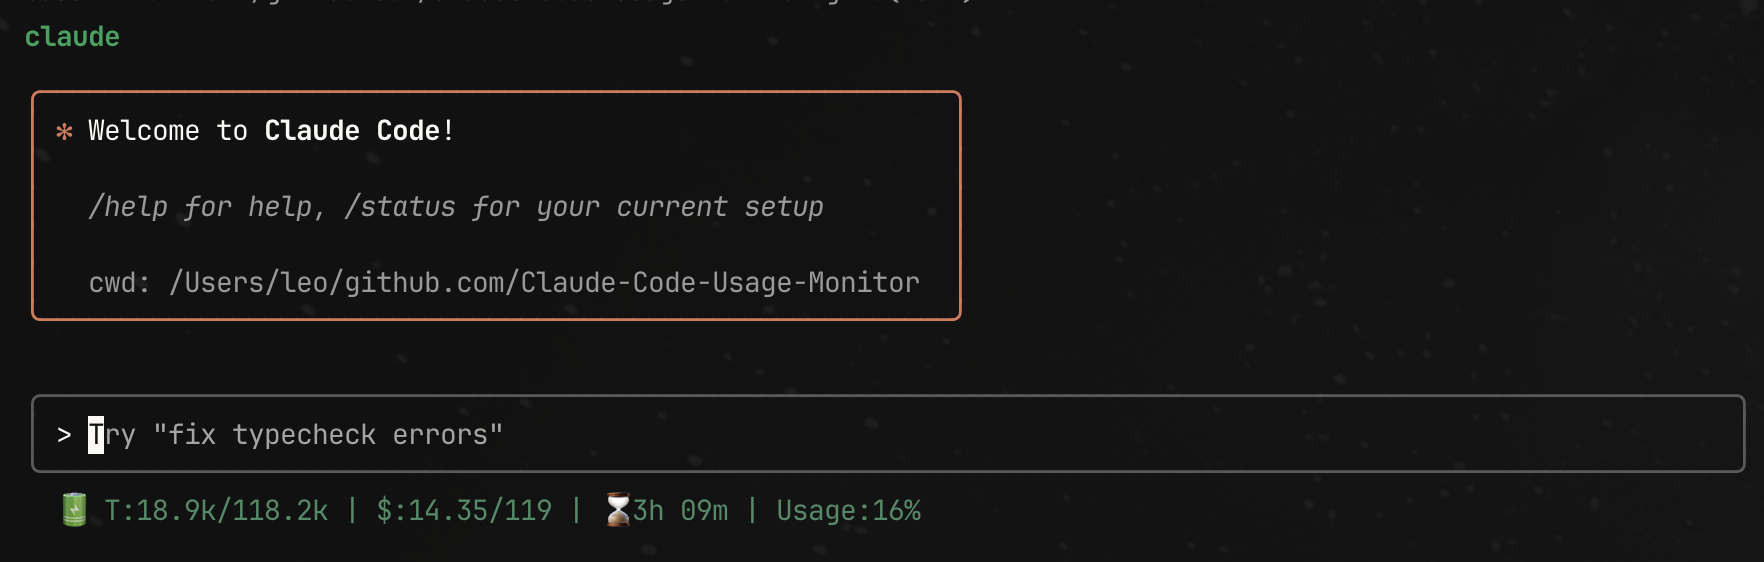 claude
✻ Welcome to Claude Code!
/help for help, /status for your current setup
cwd: /Users/leo/github.com/Claude-Code-Usage-Monitor
> Try "fix typecheck errors"
🔋 T:18.9k/118.2k | $:14.35/119 | ⏳3h 09m | Usage:16%